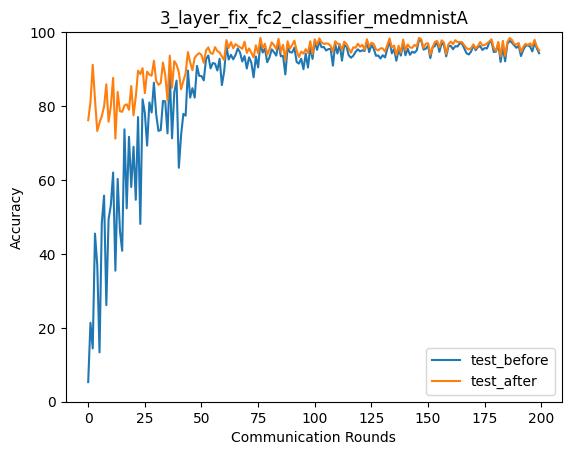 3_layer_fix_fc2_classifier_medmnistA
100
80
60
40
20
0
Accuracy
0 25 50 75 100 125 150 175 200
Communication Rounds
test_before
test_after